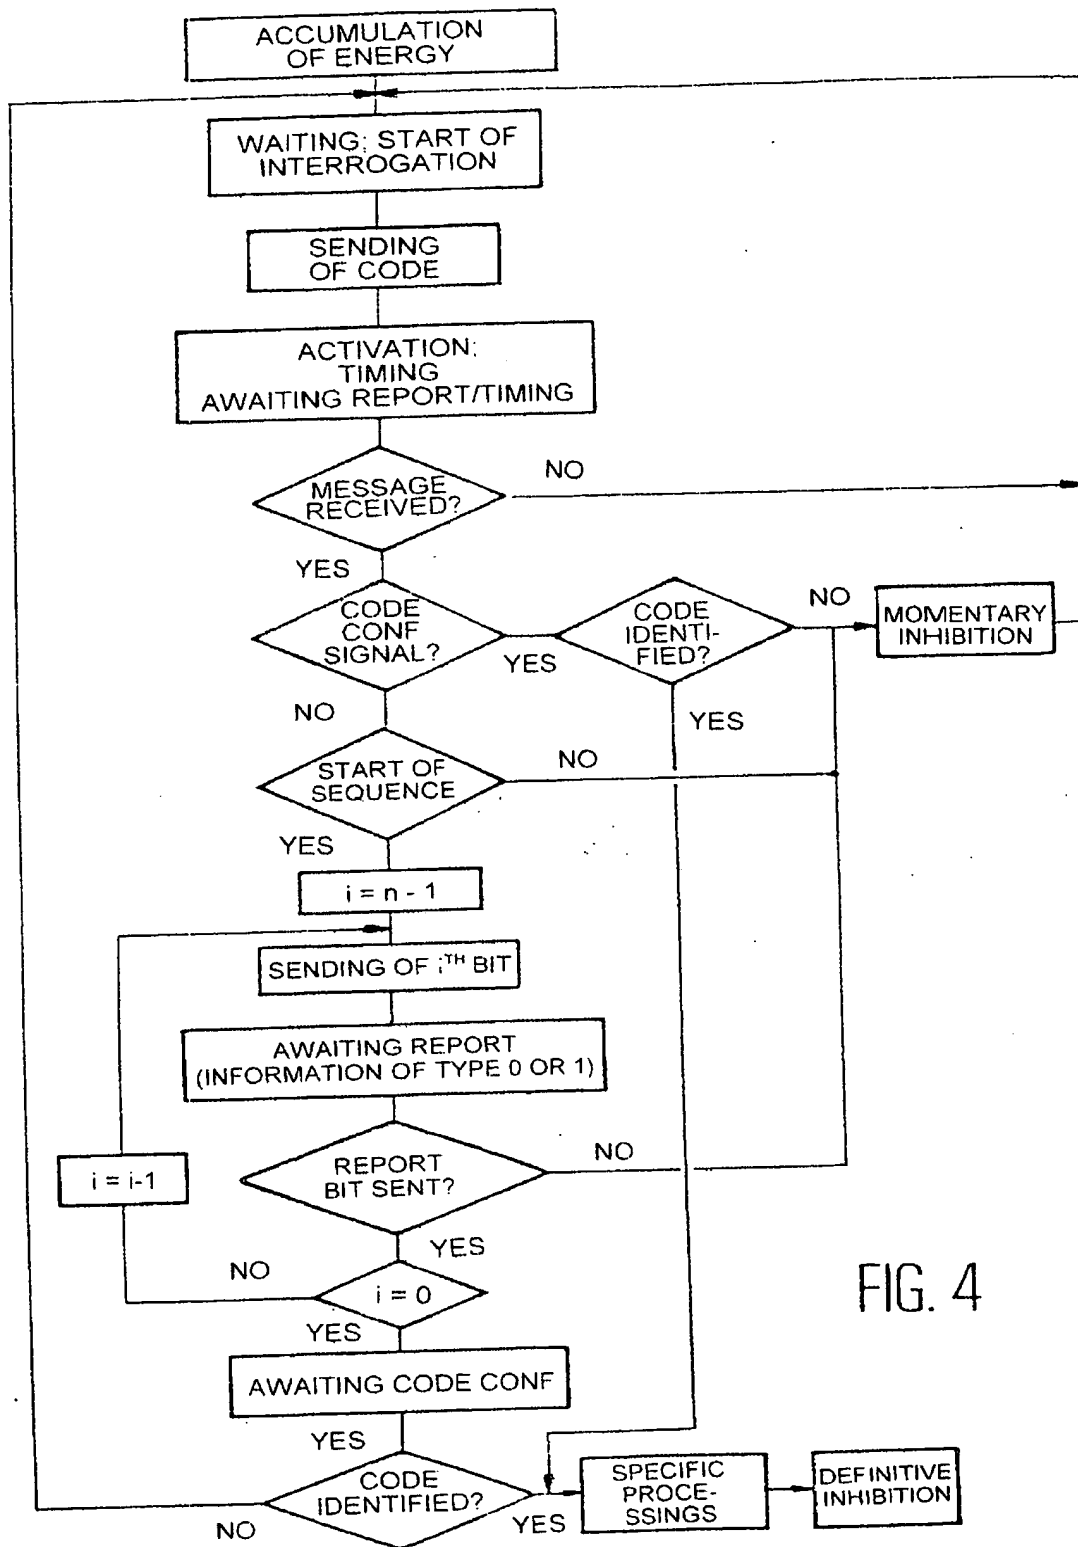 ACCUMULATION
OF ENERGY
WAITING: START OF
INTERROGATION
SENDING
OF CODE
ACTIVATION:
TIMING
AWAITING REPORT/TIMING
MESSAGE
RECEIVED?
NO
YES
CODE
CONF
SIGNAL?
YES
CODE
IDENTI-
FIED?
NO
MOMENTARY
INHIBITION
NO
YES
START OF
SEQUENCE
NO
YES
i = n - 1
SENDING OF iTH BIT
AWAITING REPORT
(INFORMATION OF TYPE 0 OR 1)
REPORT
BIT SENT?
NO
i = i-1
YES
NO
i = 0
YES
FIG. 4
AWAITING CODE CONF
YES
CODE
IDENTIFIED?
NO
YES
SPECIFIC
PROCE-
SSINGS
DEFINITIVE
INHIBITION